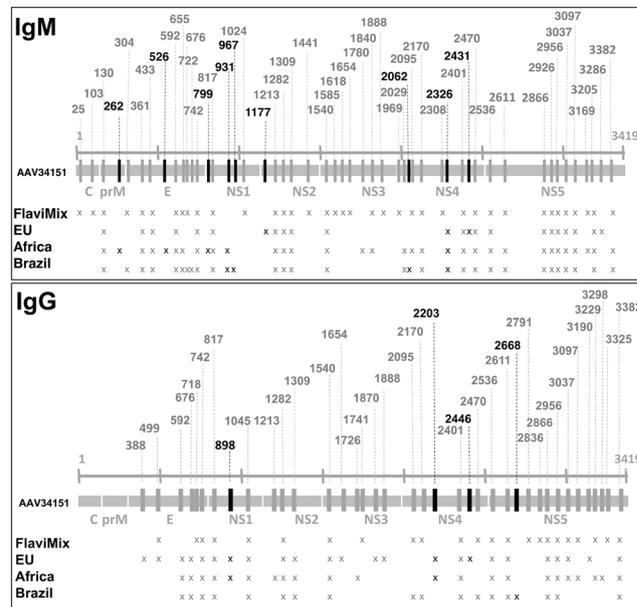 IgM
655 1024 1888 3097
304 592 676 967 1441 1840 2470 3037
526 1309 1780 2095 2170 2431 2956 3382
130 433 722 931 1282 1654 2062 2401 2926 3286
103 817 1213 1618 2029 2326 2611 2866 3205
25 262 361 799 742 1177 1585 1540 1969 2308 2536 3169
1 3419
AAV34151
C prM E NS1 NS2 NS3 NS4 NS5
FlaviMix x x x x x x x x x x x x x x x x x x x x x x x x x x x x x x x x x x x x x x
EU
Africa
Brazil
IgG
2203 3298 3382
817 1654 2170 2791 3229
742 1540 2095 2668 3190 3325
718 1309 1888 2611 3097
676 1282 1870 2536 3037
499 592 1045 1213 1741 2470 2956
388 898 1726 2446 2401 2866 2836
1 3419
AAV34151
C prM E NS1 NS2 NS3 NS4 NS5
FlaviMix
EU
Africa
Brazil